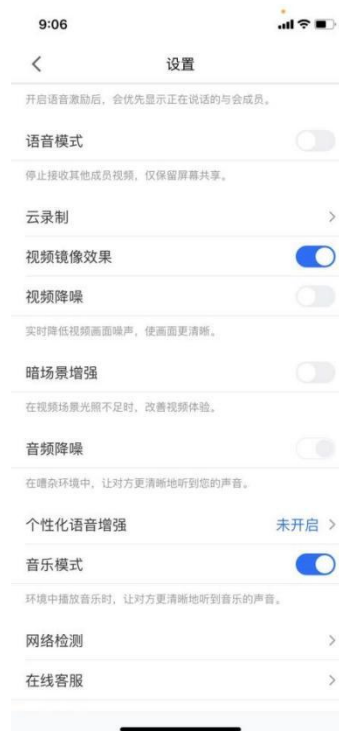 9:06
设置
开启语音激励后，会优先显示正在说话的与会成员。
语音模式
停止接收其他成员视频，仅保留屏幕共享。
云录制
视频镜像效果
视频降噪
实时降低视频画面噪声，使画面更清晰。
暗场景增强
在视频场景光照不足时，改善视频体验。
音频降噪
在嘈杂环境中，让对方更清晰地听到您的声音。
个性化语音增强 未开启
音乐模式
环境中播放音乐时，让对方更清晰地听到音乐的声音。
网络检测
在线客服